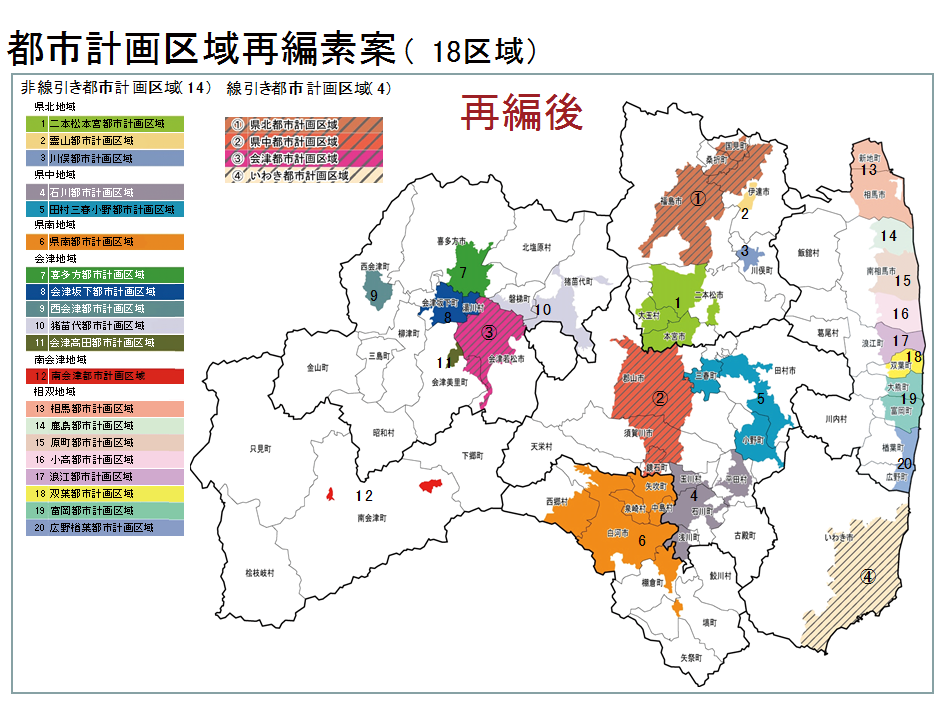 都市計画区域再編素案（ 18区域）
非線引き都市計画区域(14)
線引き都市計画区域(4)
再編後
県北地域
1 二本松本宮都市計画区域
2 霊山都市計画区域
3 川俣都市計画区域
県中地域
4 石川都市計画区域
5 田村三春小野都市計画区域
県南地域
6 県南都市計画区域
会津地域
7 喜多方都市計画区域
8 会津坂下都市計画区域
9 西会津都市計画区域
10 猪苗代都市計画区域
11 会津高田都市計画区域
南会津地域
12 南会津都市計画区域
相双地域
13 相馬都市計画区域
14 鹿島都市計画区域
15 原町都市計画区域
16 小高都市計画区域
17 浪江都市計画区域
18 双葉都市計画区域
19 富岡都市計画区域
20 広野楢葉都市計画区域
① 県北都市計画区域
② 県中都市計画区域
③ 会津都市計画区域
④ いわき都市計画区域
国見町
桑折町
福島市
①
伊達市
2
3
川俣町
新地町
13
相馬市
14
飯舘村
南相馬市
15
16
葛尾村
浪江町
17
18
双葉町
大熊町
19
富岡町
川内村
楢葉町
20
広野町
いわき市
④
喜多方市
北塩原村
7
西会津町
9
会津坂下町
8
湯川村
磐梯町
猪苗代町
10
③
会津若松市
柳津町
11
会津美里町
三島町
金山町
昭和村
只見町
下郷町
12
南会津町
檜枝岐村
1
二本松市
大玉村
本宮市
郡山市
②
三春町
田村市
5
小野町
須賀川市
天栄村
鏡石町
玉川村
平田村
4
石川町
矢吹町
泉崎村
中島村
西郷村
白河市
6
浅川町
古殿町
棚倉町
鮫川村
塙町
矢祭町